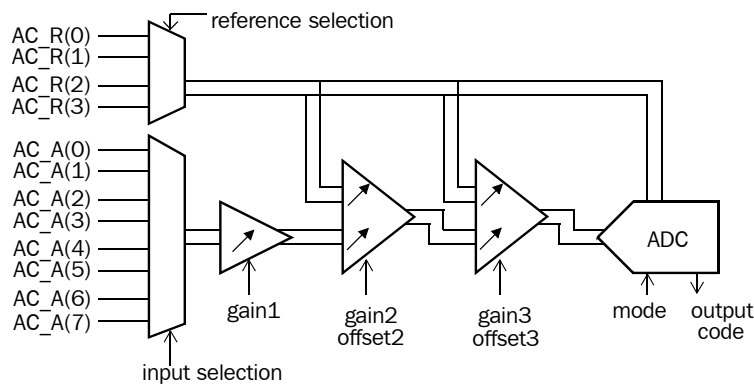 reference selection
AC_R(0)
AC_R(1)
AC_R(2)
AC_R(3)
AC_A(0)
AC_A(1)
AC_A(2)
AC_A(3)
AC_A(4)
AC_A(5)
AC_A(6)
AC_A(7)
ADC
gain1
gain2
offset2
gain3
offset3
mode
output
code
input selection